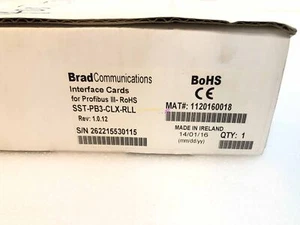 BradCommunications
Interface Cards
for Profibus III- RoHS
SST-PB3-CLX-RLL
Rev: 1.0.12
S/N 262215530115
BoHS
CE
MAT#: 1120160018
MADE IN IRELAND
14/01/16
(mm/dd/yy)
QTY: 1